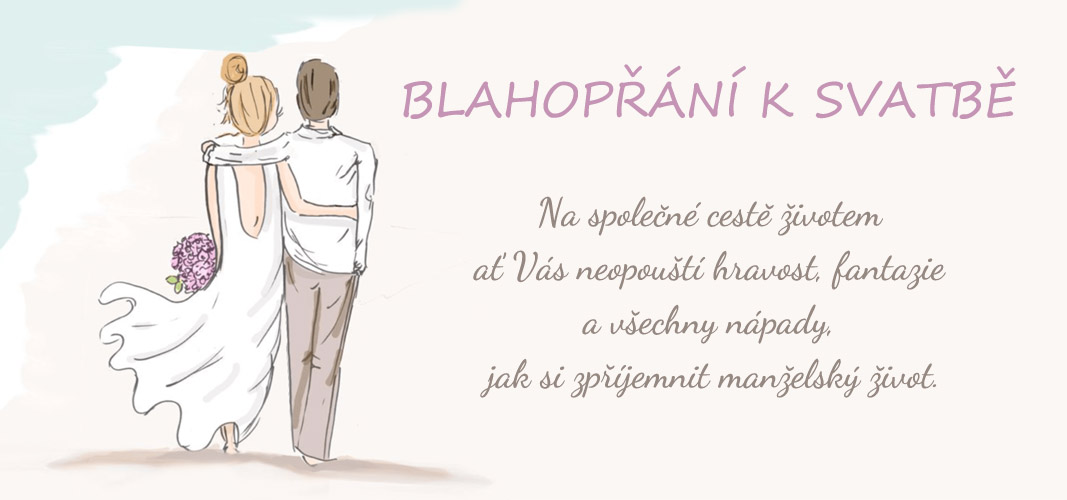 BLAHOPŘÁNÍ K SVATBĚ
Na společné cestě životem
ať Vás neopouští hravost, fantazie
a všechny nápady,
jak si zpříjemnit manželský život.